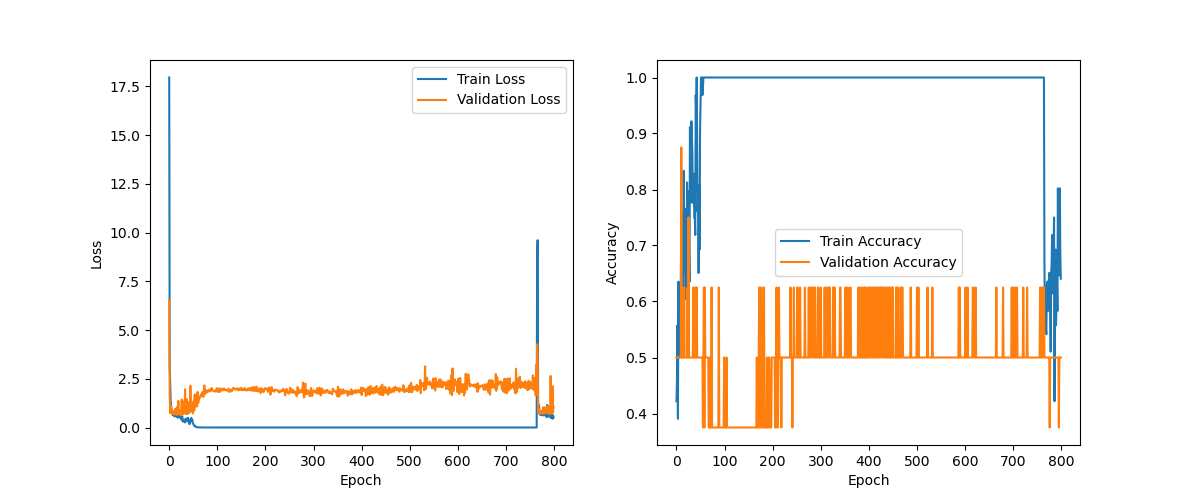 Train Loss
Validation Loss
17.5
15.0
12.5
10.0
7.5
5.0
2.5
0.0
Loss
0 100 200 300 400 500 600 700 800
Epoch
1.0
0.9
0.8
0.7
0.6
0.5
0.4
Accuracy
Train Accuracy
Validation Accuracy
0 100 200 300 400 500 600 700 800
Epoch